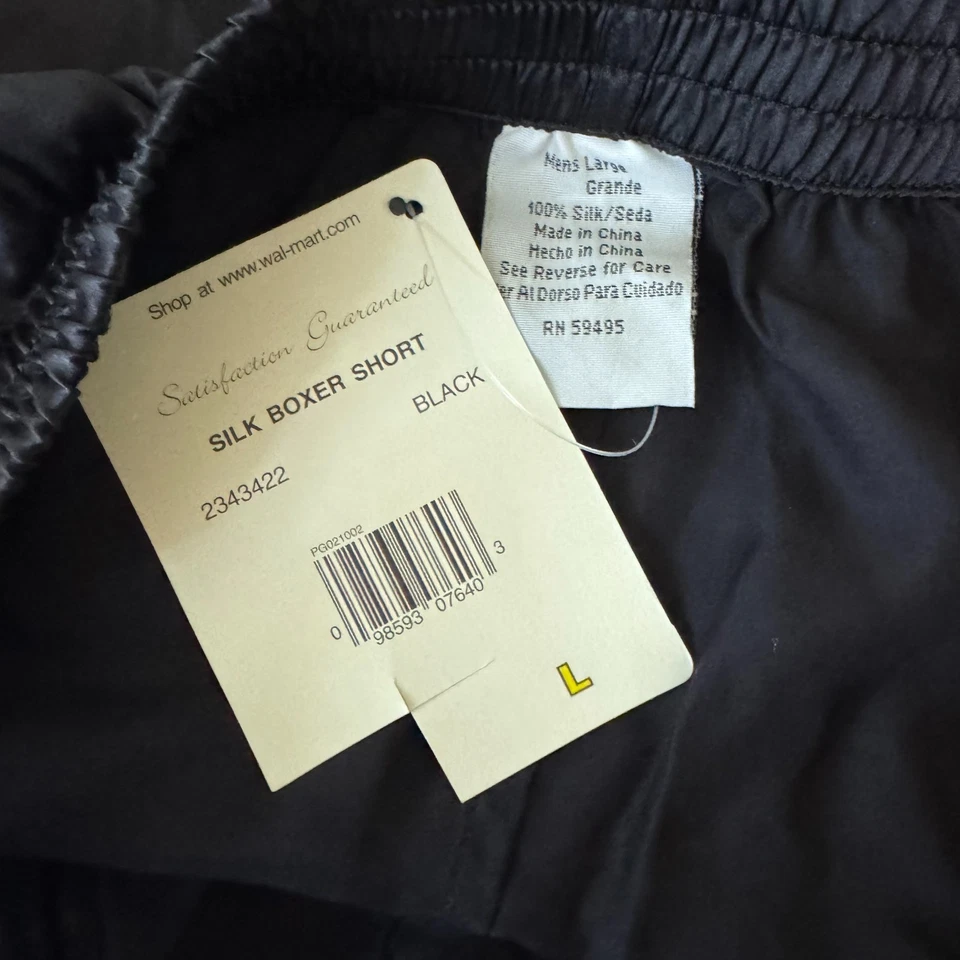 Shop at www.wal-mart.com
Satisfaction Guaranteed
SILK BOXER SHORT
BLACK
2343422
PG021002
0 98593 07640 3
L
Mens Large
Grande
100% Silk/Seda
Made in China
Hecho in China
See Reverse for Care
er Al Dorso Para Cuidado
RN 59495